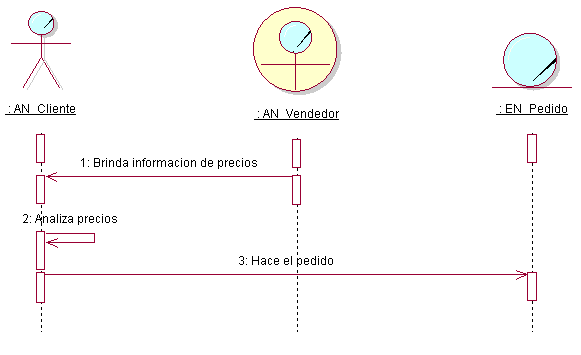 : AN_Cliente
: AN_Vendedor
: EN_Pedido
1: Brinda informacion de precios
2: Analiza precios
3: Hace el pedido